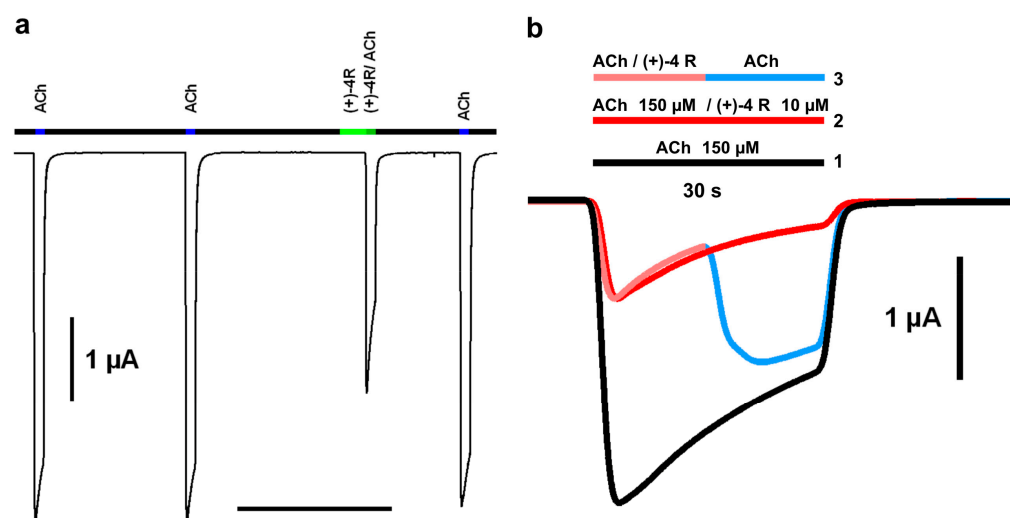 a
ACh
ACh
(+)-4R
(+)-4R/ ACh
ACh
1 µA
b
ACh / (+)-4 R ACh 3
ACh 150 µM / (+)-4 R 10 µM 2
ACh 150 µM 1
30 s
1 µA